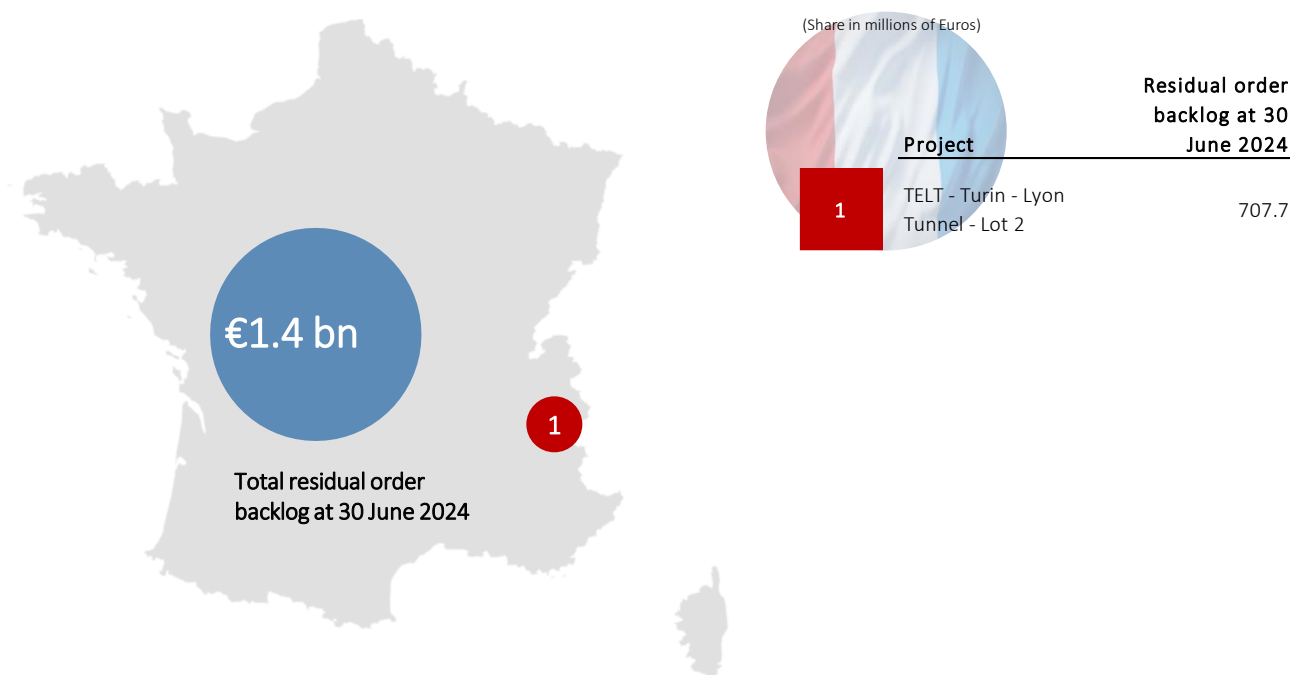 (Share in millions of Euros)
Residual order
backlog at 30
Project
June 2024
1
TELT - Turin - Lyon
Tunnel - Lot 2
707.7
€1.4 bn
1
Total residual order
backlog at 30 June 2024